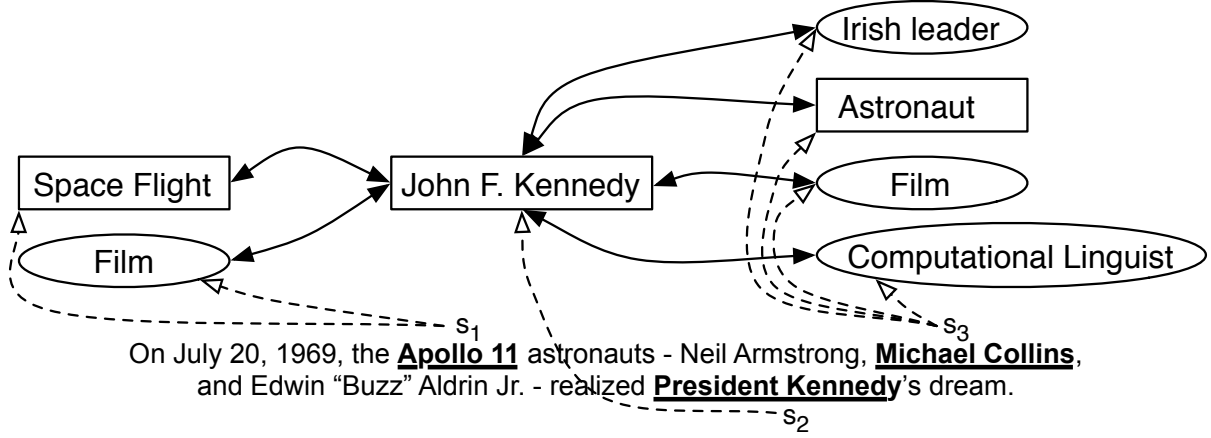 Irish leader
Astronaut
Space Flight
John F. Kennedy
Film
Film
Computational Linguist
s1
s3
On July 20, 1969, the Apollo 11 astronauts - Neil Armstrong, Michael Collins,
and Edwin “Buzz” Aldrin Jr. - realized President Kennedy’s dream.
s2